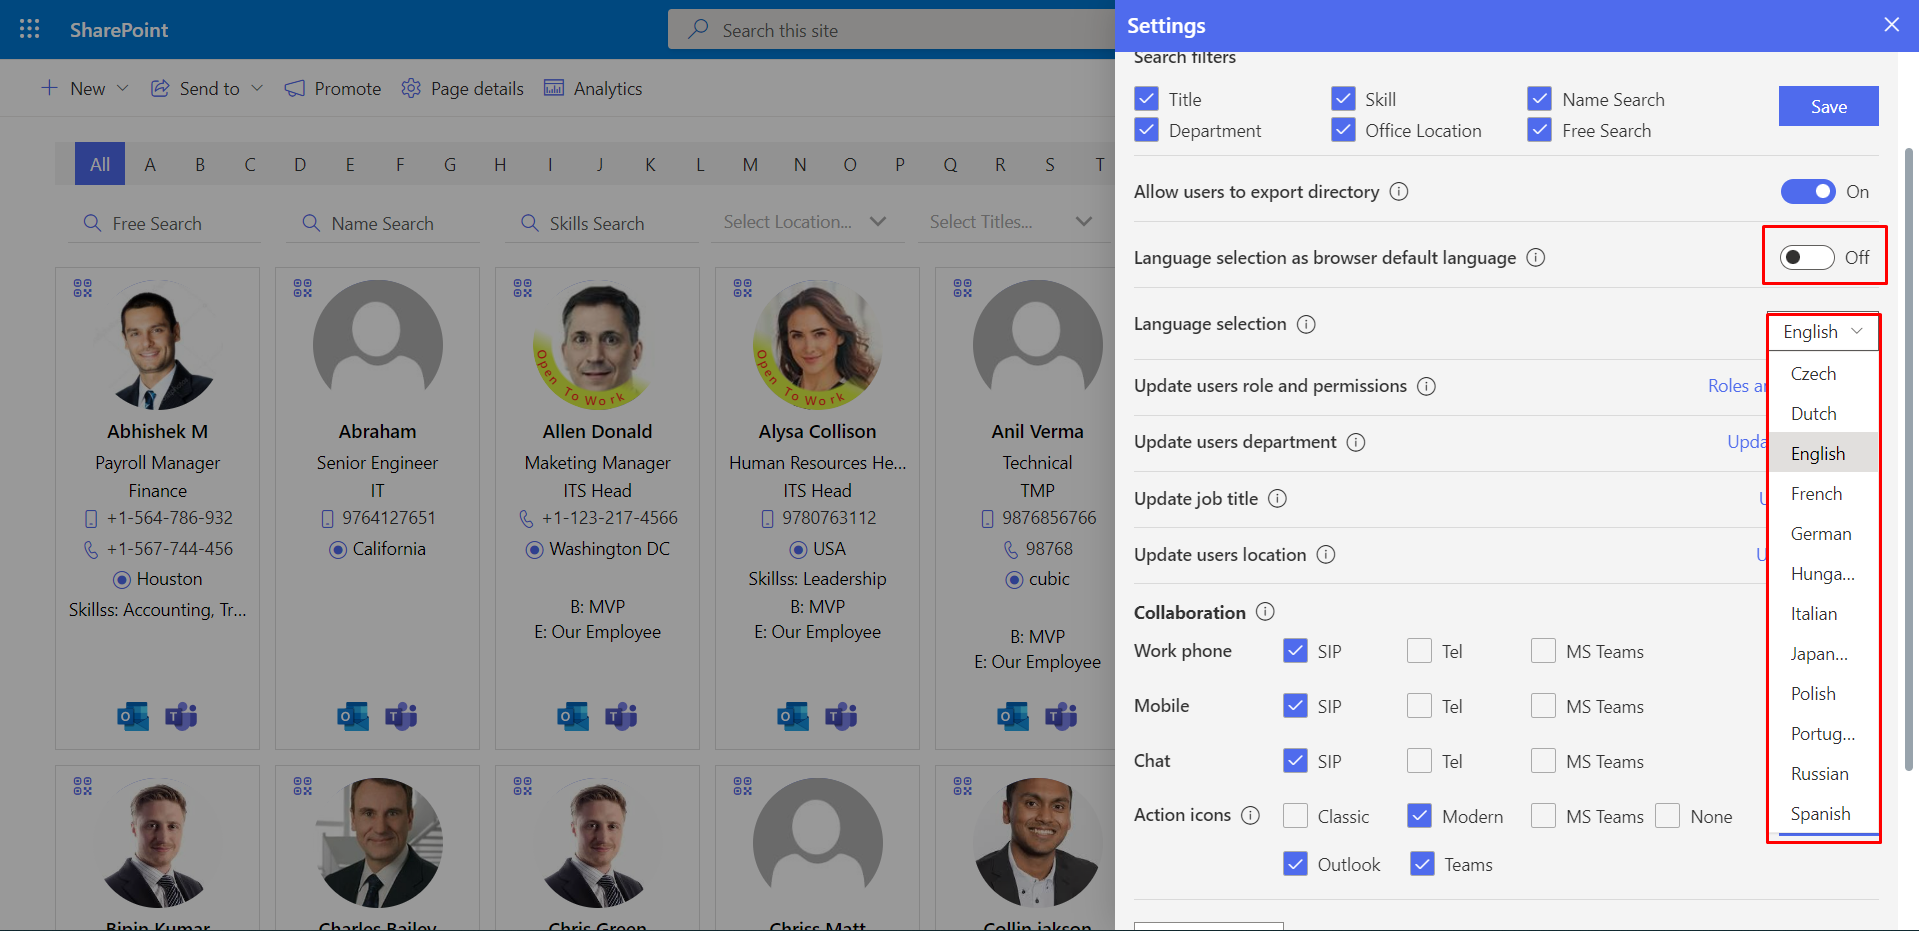 SharePoint
Search this site
Settings
New
Send to
Promote
Page details
Analytics
All A B C D E F G H I J K L M N O P Q R S T
Free Search
Name Search
Skills Search
Select Location...
Select Titles...
Abhishek M
Payroll Manager
Finance
+1-564-786-932
+1-567-744-456
Houston
Skillss: Accounting, Tr...
Abraham
Senior Engineer
IT
9764127651
California
Open To Work
Allen Donald
Maketing Manager
ITS Head
+1-123-217-4566
Washington DC
B: MVP
E: Our Employee
Open To Work
Alysa Collison
Human Resources He...
ITS Head
9780763112
USA
Skillss: Leadership
B: MVP
E: Our Employee
Anil Verma
Technical
TMP
9876856766
98768
cubic
B: MVP
E: Our Employee
Bipin Kumar
Charles Bailey
Chris Green
Chriss Matt
Collin jakson
Search filters
Title
Skill
Name Search
Department
Office Location
Free Search
Save
Allow users to export directory
On
Language selection as browser default language
Off
Language selection
English
Czech
Dutch
English
French
German
Hunga...
Italian
Japan...
Polish
Portug...
Russian
Spanish
Update users role and permissions
Roles
Update users department
Update job title
Update users location
Collaboration
Work phone
SIP
Tel
MS Teams
Mobile
SIP
Tel
MS Teams
Chat
SIP
Tel
MS Teams
Action icons
Classic
Modern
MS Teams
None
Outlook
Teams